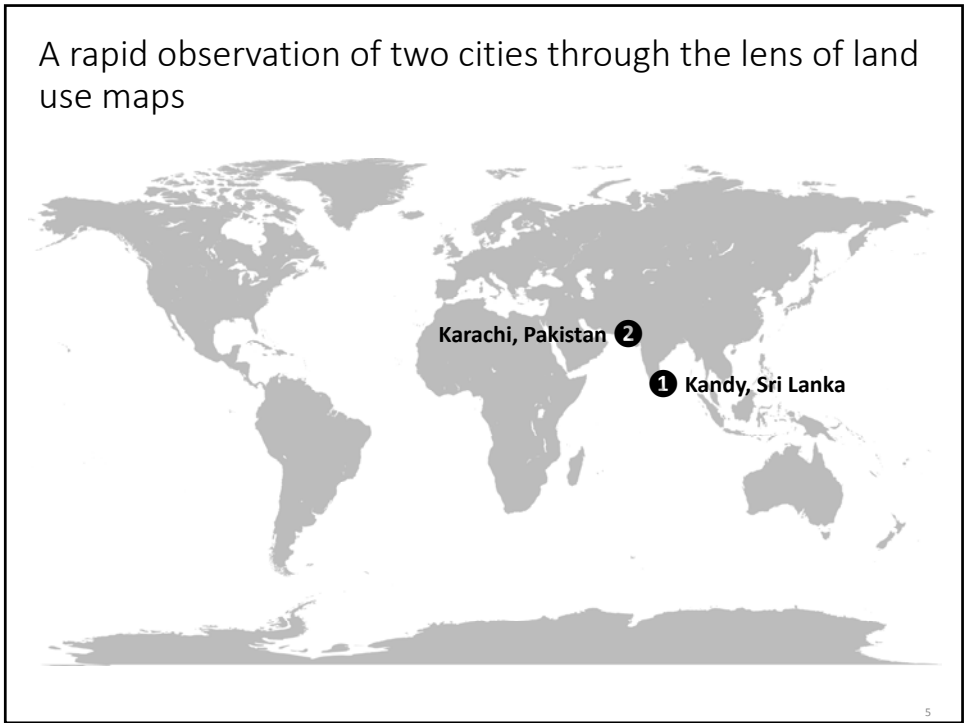 A rapid observation of two cities through the lens of land
use maps
Karachi, Pakistan 2
1 Kandy, Sri Lanka
5